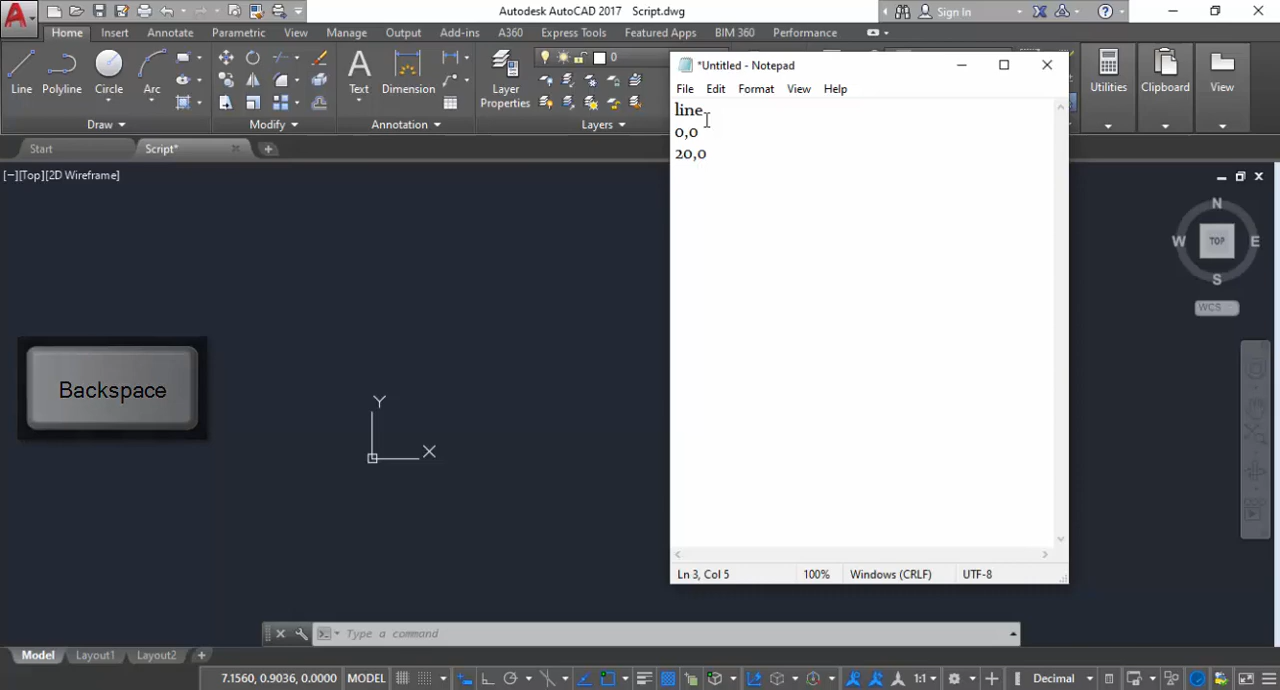 Autodesk AutoCAD 2017 Script.dwg
Sign In
Home Insert Annotate Parametric View Manage Output Add-ins A360 Express Tools Featured Apps BIM 360 Performance
Line Polyline Circle Arc
Text Dimension
Layer Properties
0
Utilities Clipboard View
Draw Modify Annotation Layers
Start Script*
[−][Top][2D Wireframe]
*Untitled - Notepad
File Edit Format View Help
line
0,0
20,0
Ln 3, Col 5 100% Windows (CRLF) UTF-8
N
W TOP E
S
WCS
Backspace
Y
X
Type a command
Model Layout1 Layout2
7.1560, 0.9036, 0.0000 MODEL 1:1 Decimal